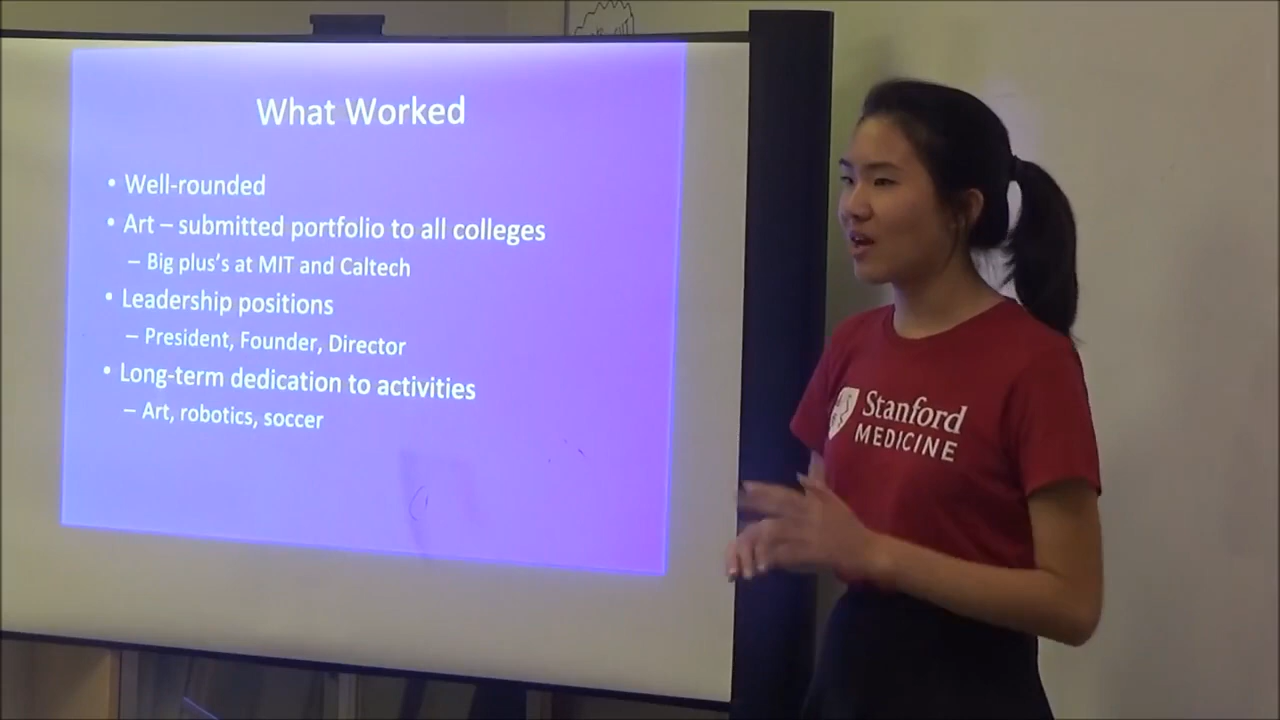 What Worked
• Well-rounded
• Art – submitted portfolio to all colleges
– Big plus's at MIT and Caltech
• Leadership positions
– President, Founder, Director
• Long-term dedication to activities
– Art, robotics, soccer
Stanford
MEDICINE